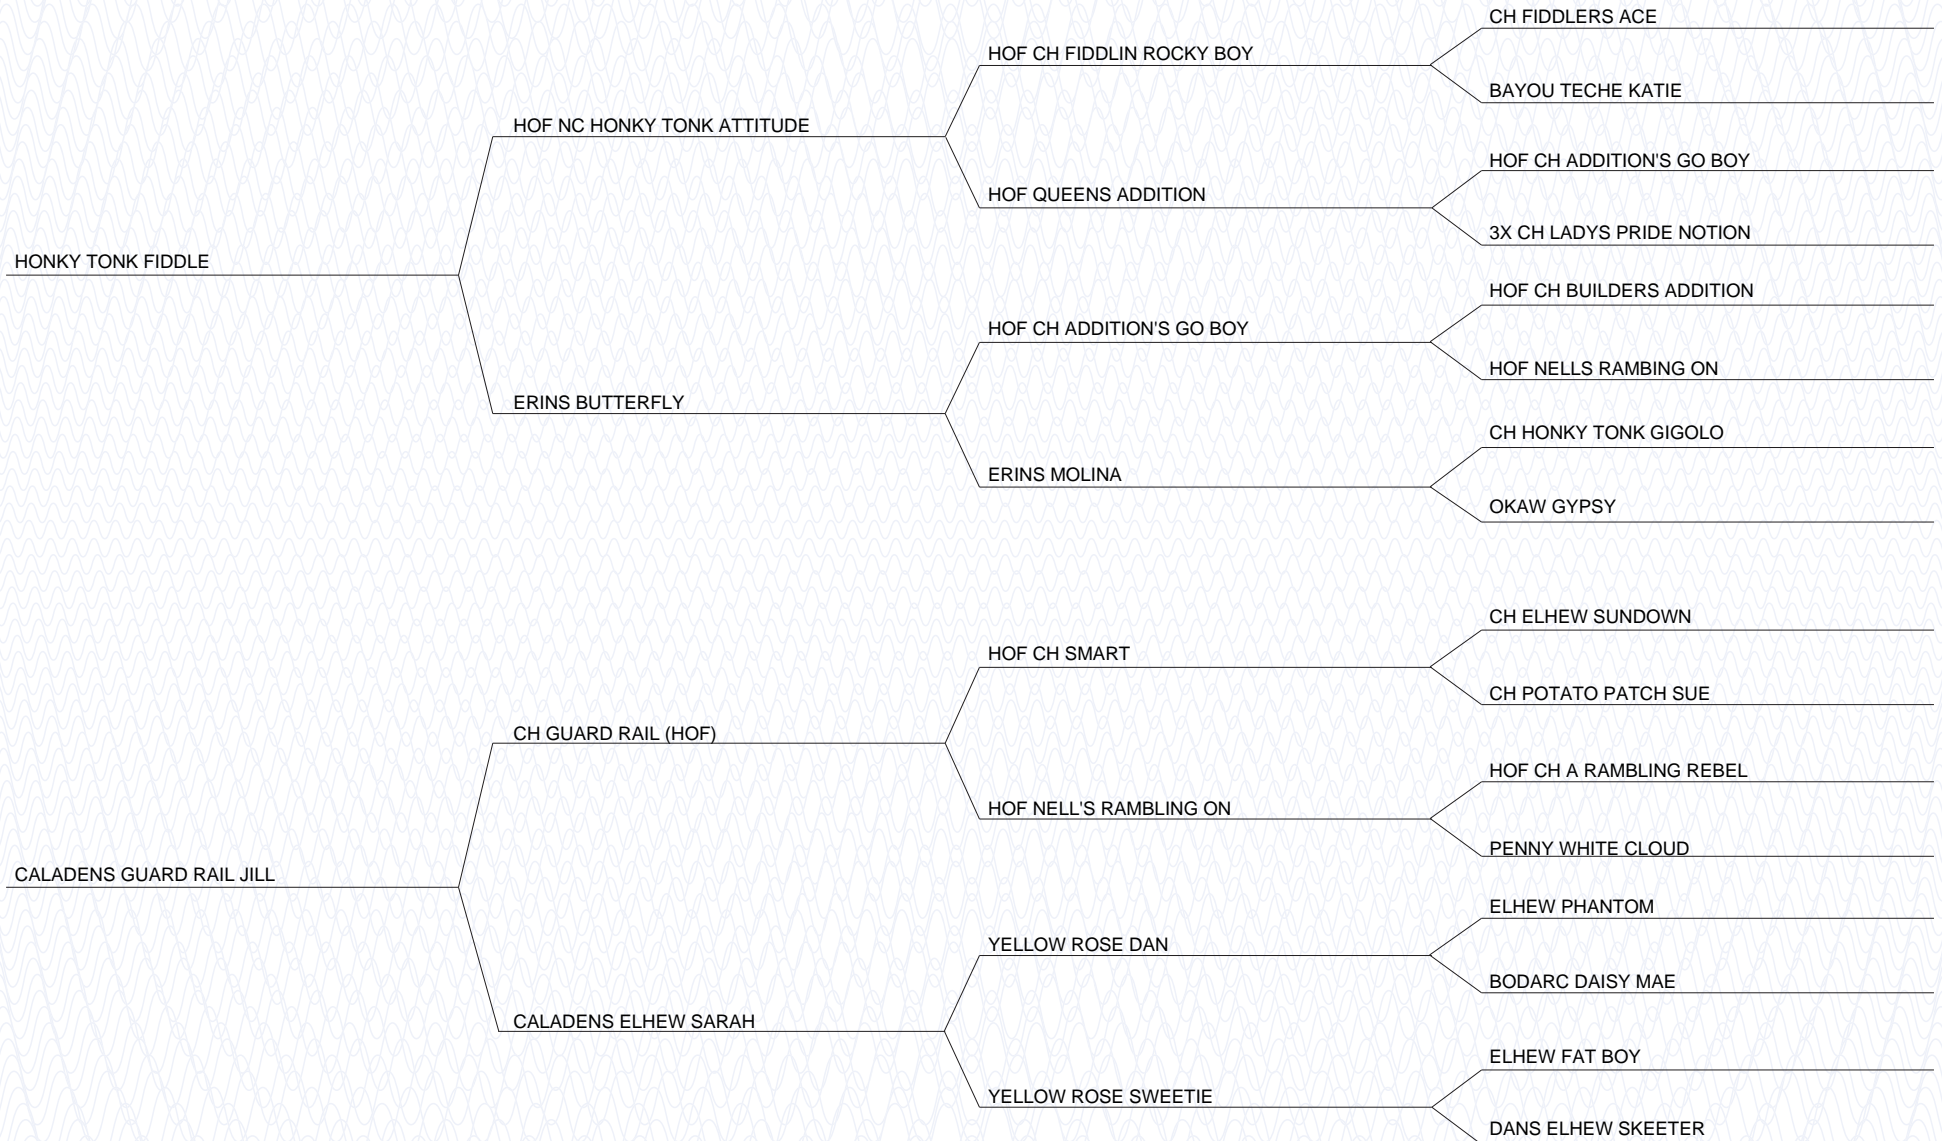 HONKY TONK FIDDLE
HOF NC HONKY TONK ATTITUDE
HOF CH FIDDLIN ROCKY BOY
CH FIDDLERS ACE
BAYOU TECHE KATIE
HOF QUEENS ADDITION
HOF CH ADDITION'S GO BOY
3X CH LADYS PRIDE NOTION
ERINS BUTTERFLY
HOF CH ADDITION'S GO BOY
HOF CH BUILDERS ADDITION
HOF NELLS RAMBING ON
ERINS MOLINA
CH HONKY TONK GIGOLO
OKAW GYPSY
CALADENS GUARD RAIL JILL
CH GUARD RAIL (HOF)
HOF CH SMART
CH ELHEW SUNDOWN
CH POTATO PATCH SUE
HOF NELL'S RAMBLING ON
HOF CH A RAMBLING REBEL
PENNY WHITE CLOUD
CALADENS ELHEW SARAH
YELLOW ROSE DAN
ELHEW PHANTOM
BODARC DAISY MAE
YELLOW ROSE SWEETIE
ELHEW FAT BOY
DANS ELHEW SKEETER